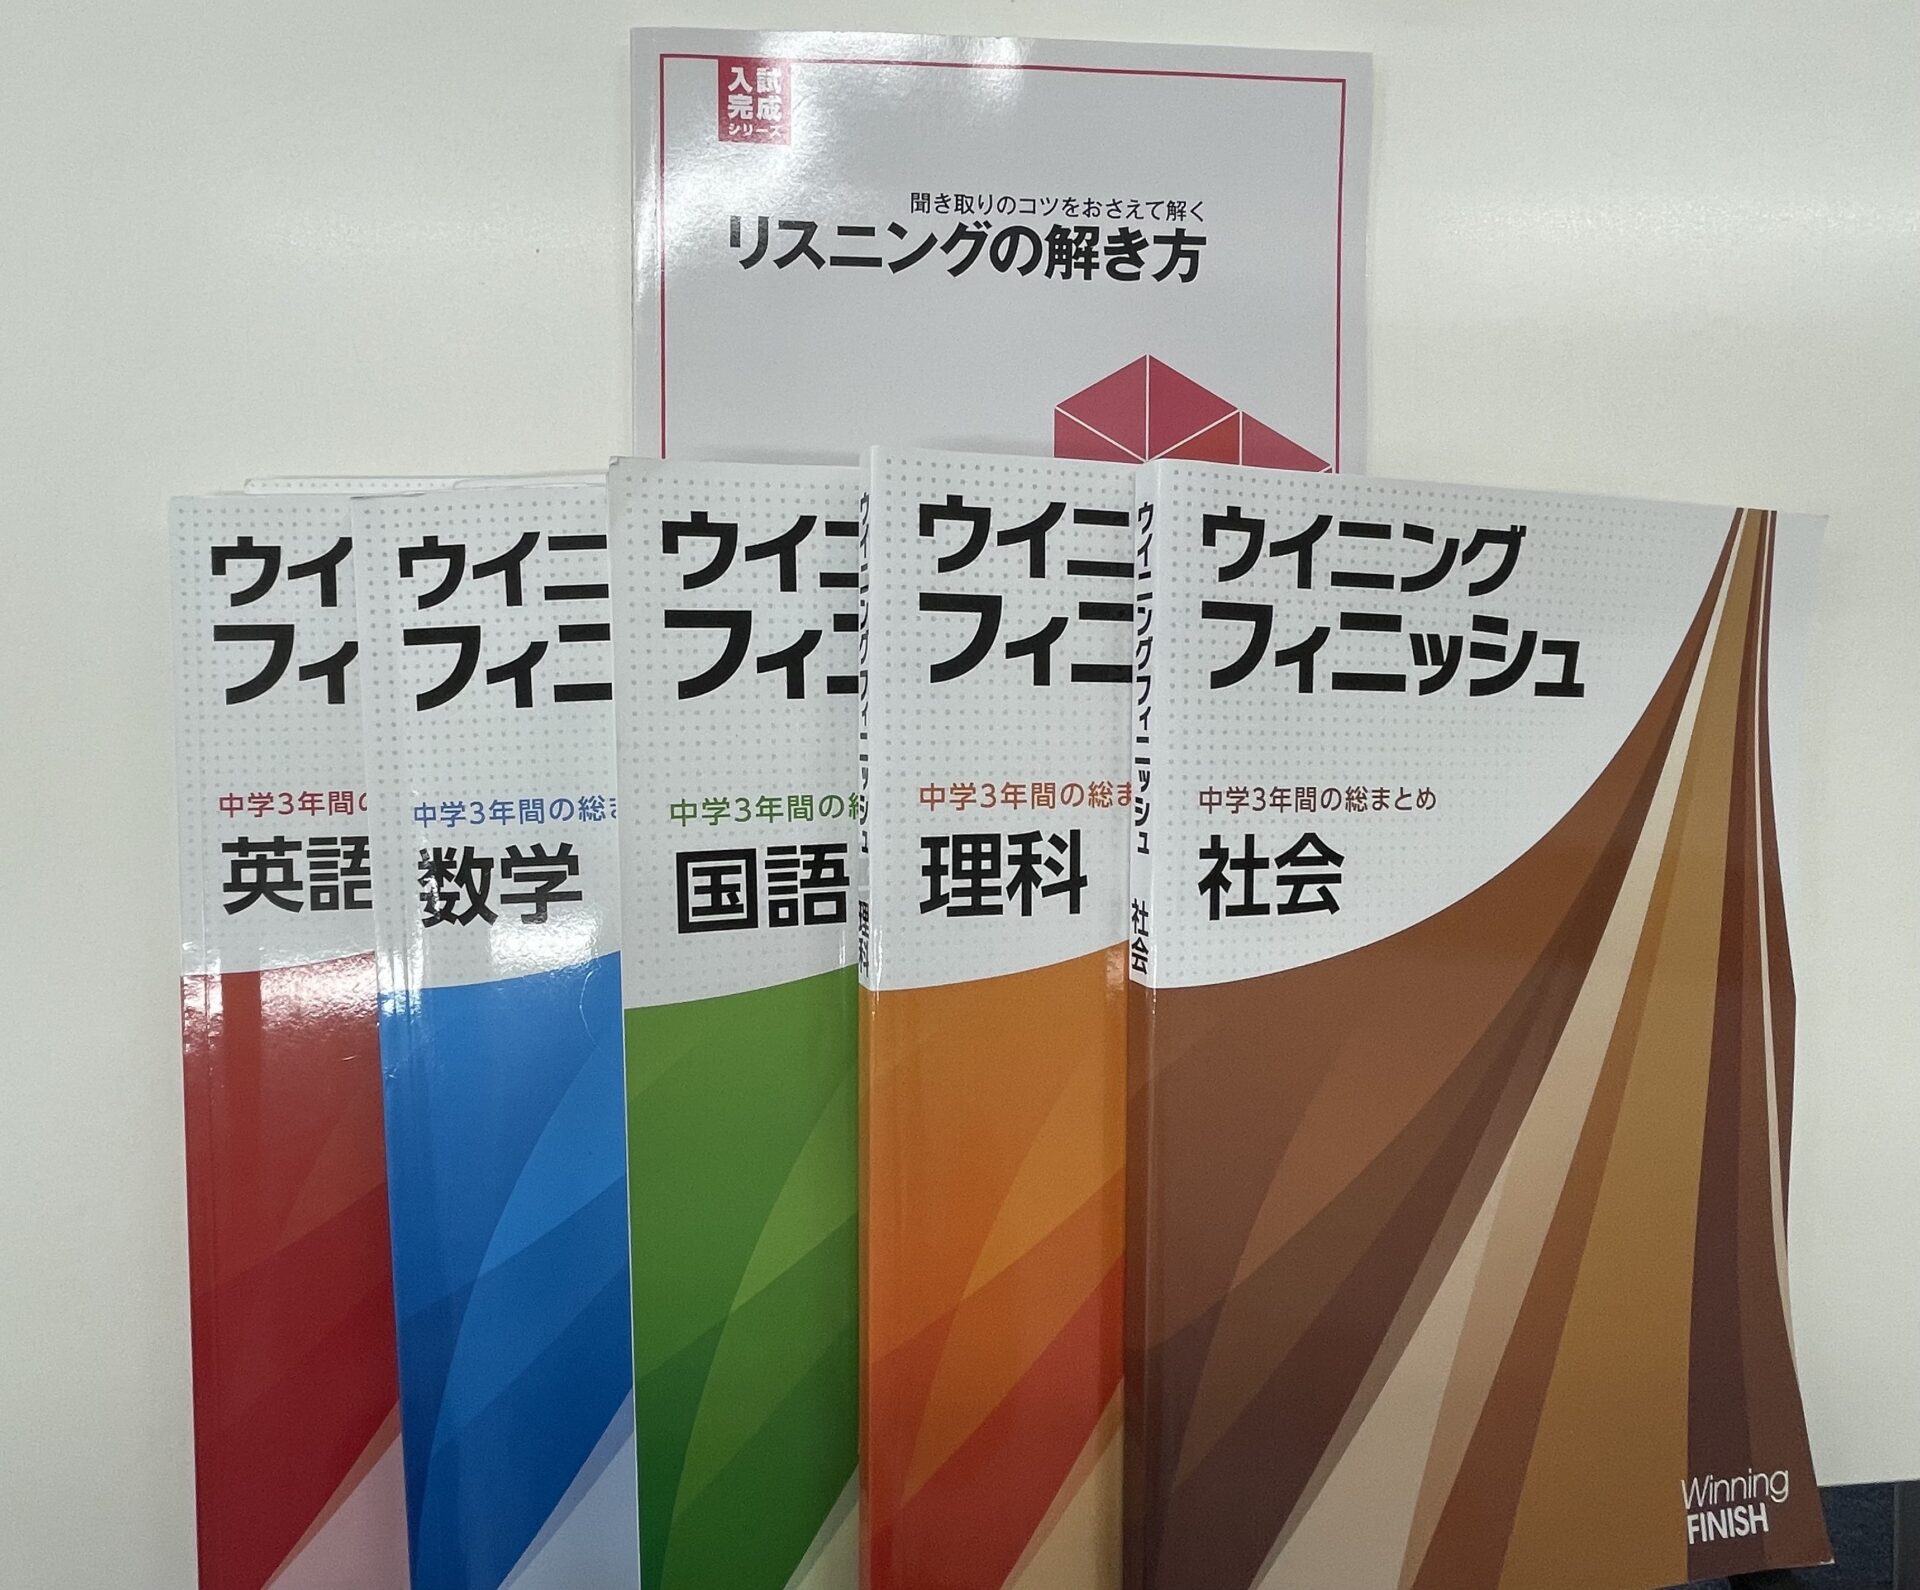 入試
完成
シリーズ
聞き取りのコツをおさえて解く
リスニングの解き方
ウイ
フィ
中学3年間の
英語
ウイニ
フィニ
中学3年間の総ま
数学
ウイニ
フィニ
中学3年間の総
国語
ウイニングフィニッシュ 理科
ウイニ
フィニ
中学3年間の総ま
理科
ウイニングフィニッシュ 社会
ウイニング
フィニッシュ
中学3年間の総まとめ
社会
Winning
FINISH